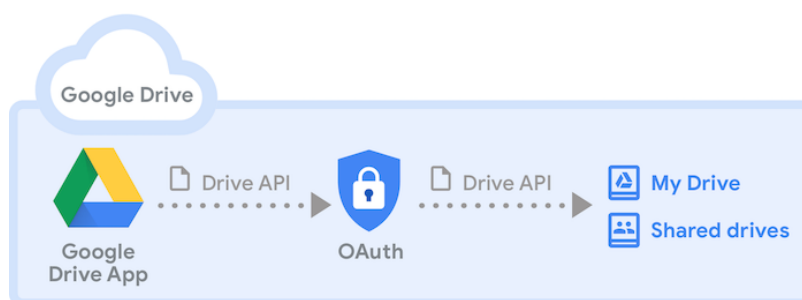 Google Drive
Drive API
Drive API
My Drive
Shared drives
Google
Drive App
OAuth